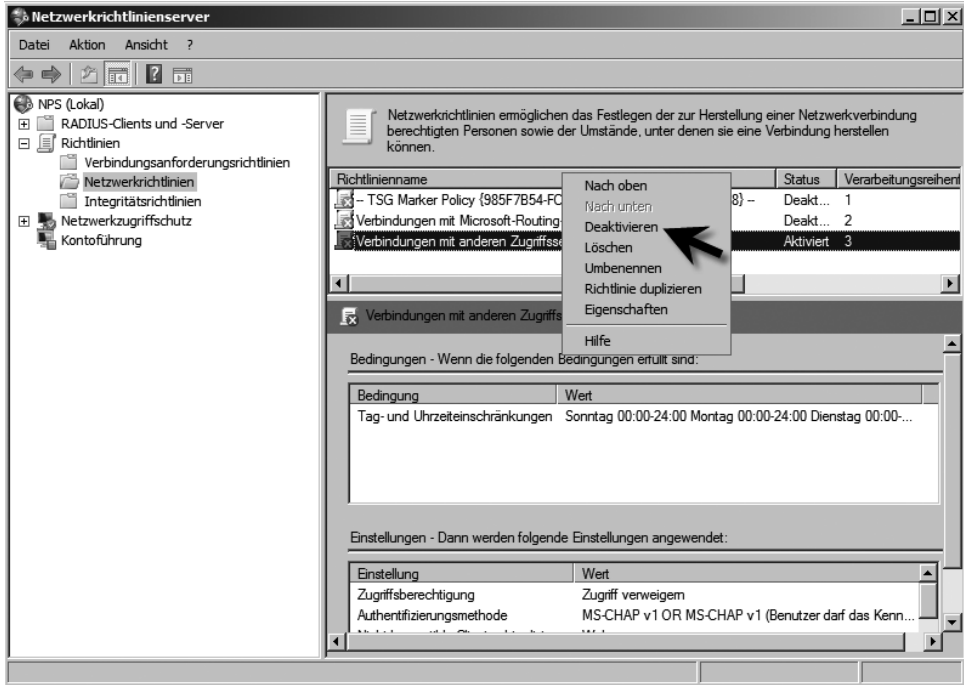 Netzwerkrichtlinienserver
Datei Aktion Ansicht ?
NPS (Lokal)
RADIUS-Clients und -Server
Richtlinien
Verbindungsanforderungsrichtlinien
Netzwerkrichtlinien
Integritätsrichtlinien
Netzwerkzugriffschutz
Kontoführung
Netzwerkrichtlinien ermöglichen das Festlegen der zur Herstellung einer Netzwerkverbindung
berechtigten Personen sowie der Umstände, unter denen sie eine Verbindung herstellen
können.
Richtlinienname Status Verarbeitungsreihenf
-- TSG Marker Policy {985F7B54-FC 8} -- Deakt... 1
Verbindungen mit Microsoft-Routing- Deakt... 2
Verbindungen mit anderen Zugriffsse Aktiviert 3
Nach oben
Nach unten
Deaktivieren
Löschen
Umbenennen
Richtlinie duplizieren
Eigenschaften
Hilfe
Verbindungen mit anderen Zugriffs
Bedingungen - Wenn die folgenden Bedingungen erfüllt sind:
Bedingung Wert
Tag- und Uhrzeiteinschränkungen Sonntag 00:00-24:00 Montag 00:00-24:00 Dienstag 00:00-...
Einstellungen - Dann werden folgende Einstellungen angewendet:
Einstellung Wert
Zugriffsberechtigung Zugriff verweigern
Authentifizierungsmethode MS-CHAP v1 OR MS-CHAP v1 (Benutzer darf das Kenn...